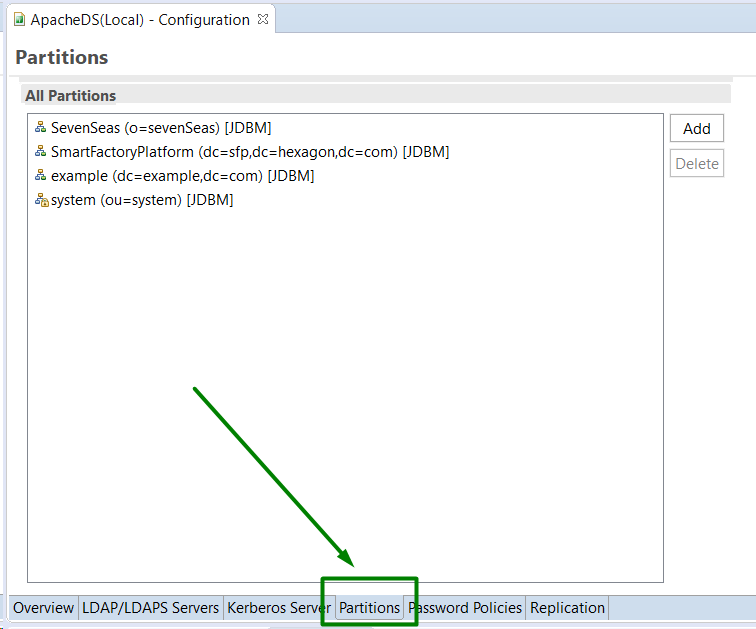 ApacheDS(Local) - Configuration
Partitions
All Partitions
SevenSeas (o=sevenSeas) [JDBM]
SmartFactoryPlatform (dc=sfp,dc=hexagon,dc=com) [JDBM]
example (dc=example,dc=com) [JDBM]
system (ou=system) [JDBM]
Add
Delete
Overview LDAP/LDAPS Servers Kerberos Server Partitions Password Policies Replication